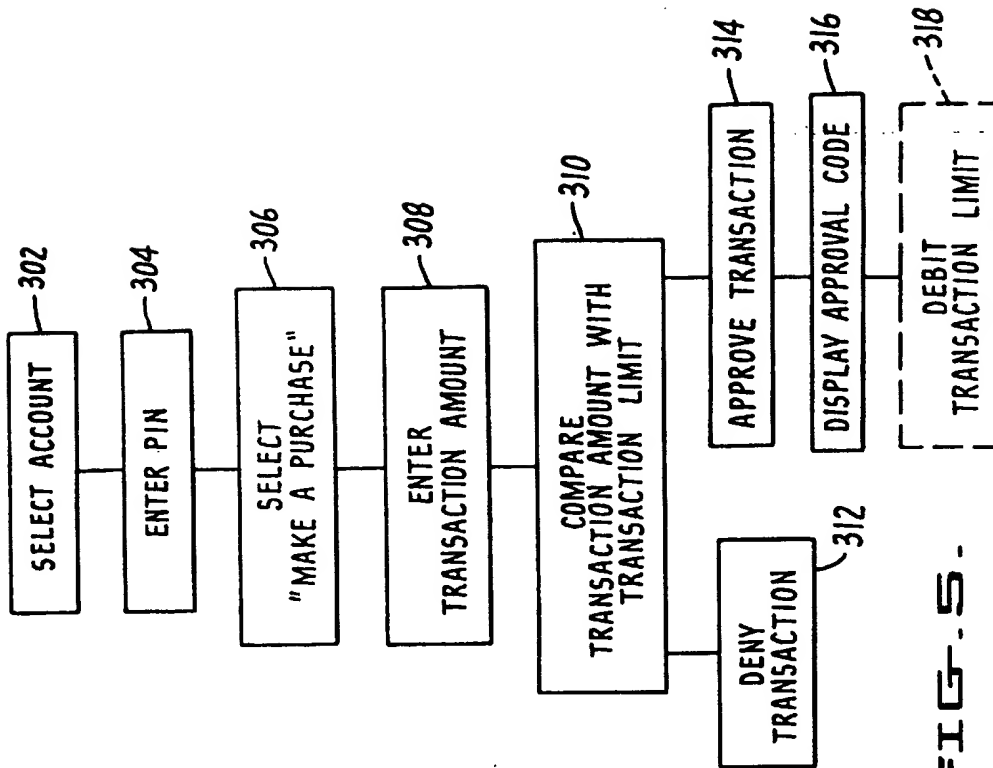 SELECT ACCOUNT
302
ENTER PIN
304
SELECT
"MAKE A PURCHASE"
306
ENTER
TRANSACTION AMOUNT
308
COMPARE
TRANSACTION AMOUNT WITH
TRANSACTION LIMIT
310
DENY
TRANSACTION
312
APPROVE TRANSACTION
314
DISPLAY APPROVAL CODE
316
DEBIT
TRANSACTION LIMIT
318
FIG.5.